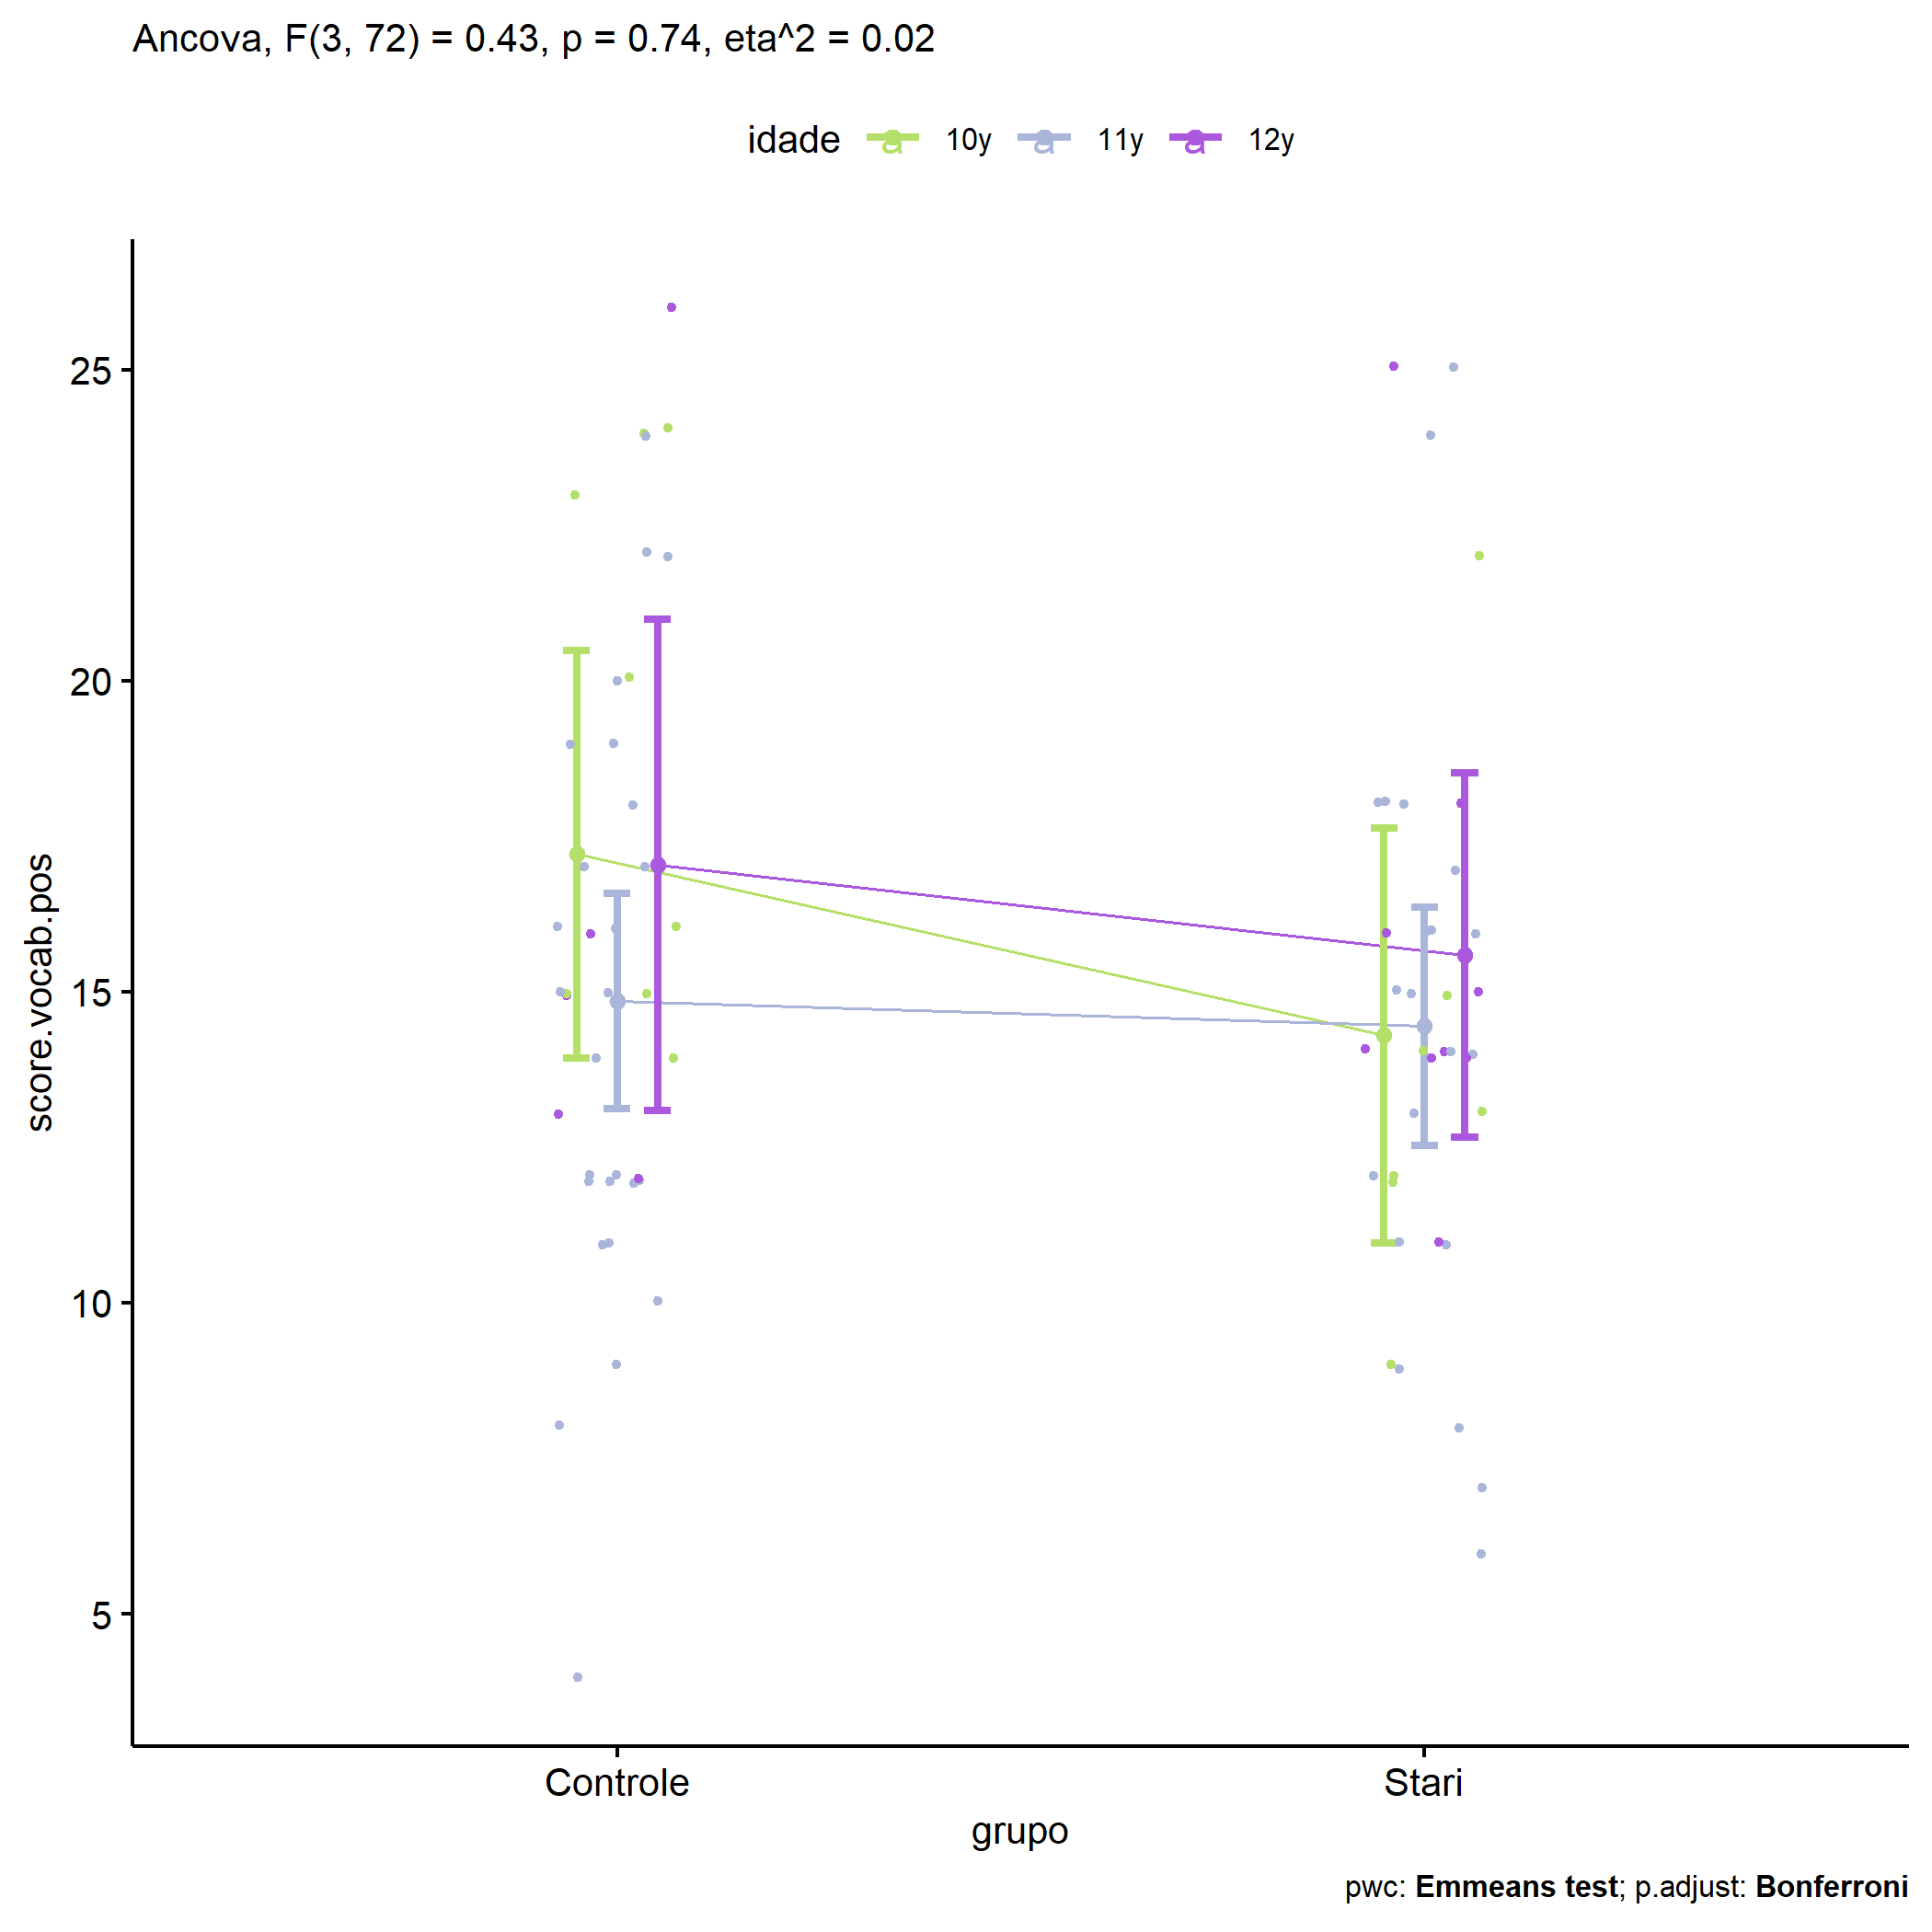 Ancova, F(3, 72) = 0.43, p = 0.74, eta^2 = 0.02
idade a 10y a 11y a 12y
25
20
15
10
5
score.vocab.pos
Controle Stari
grupo
pwc: Emmeans test; p.adjust: Bonferroni